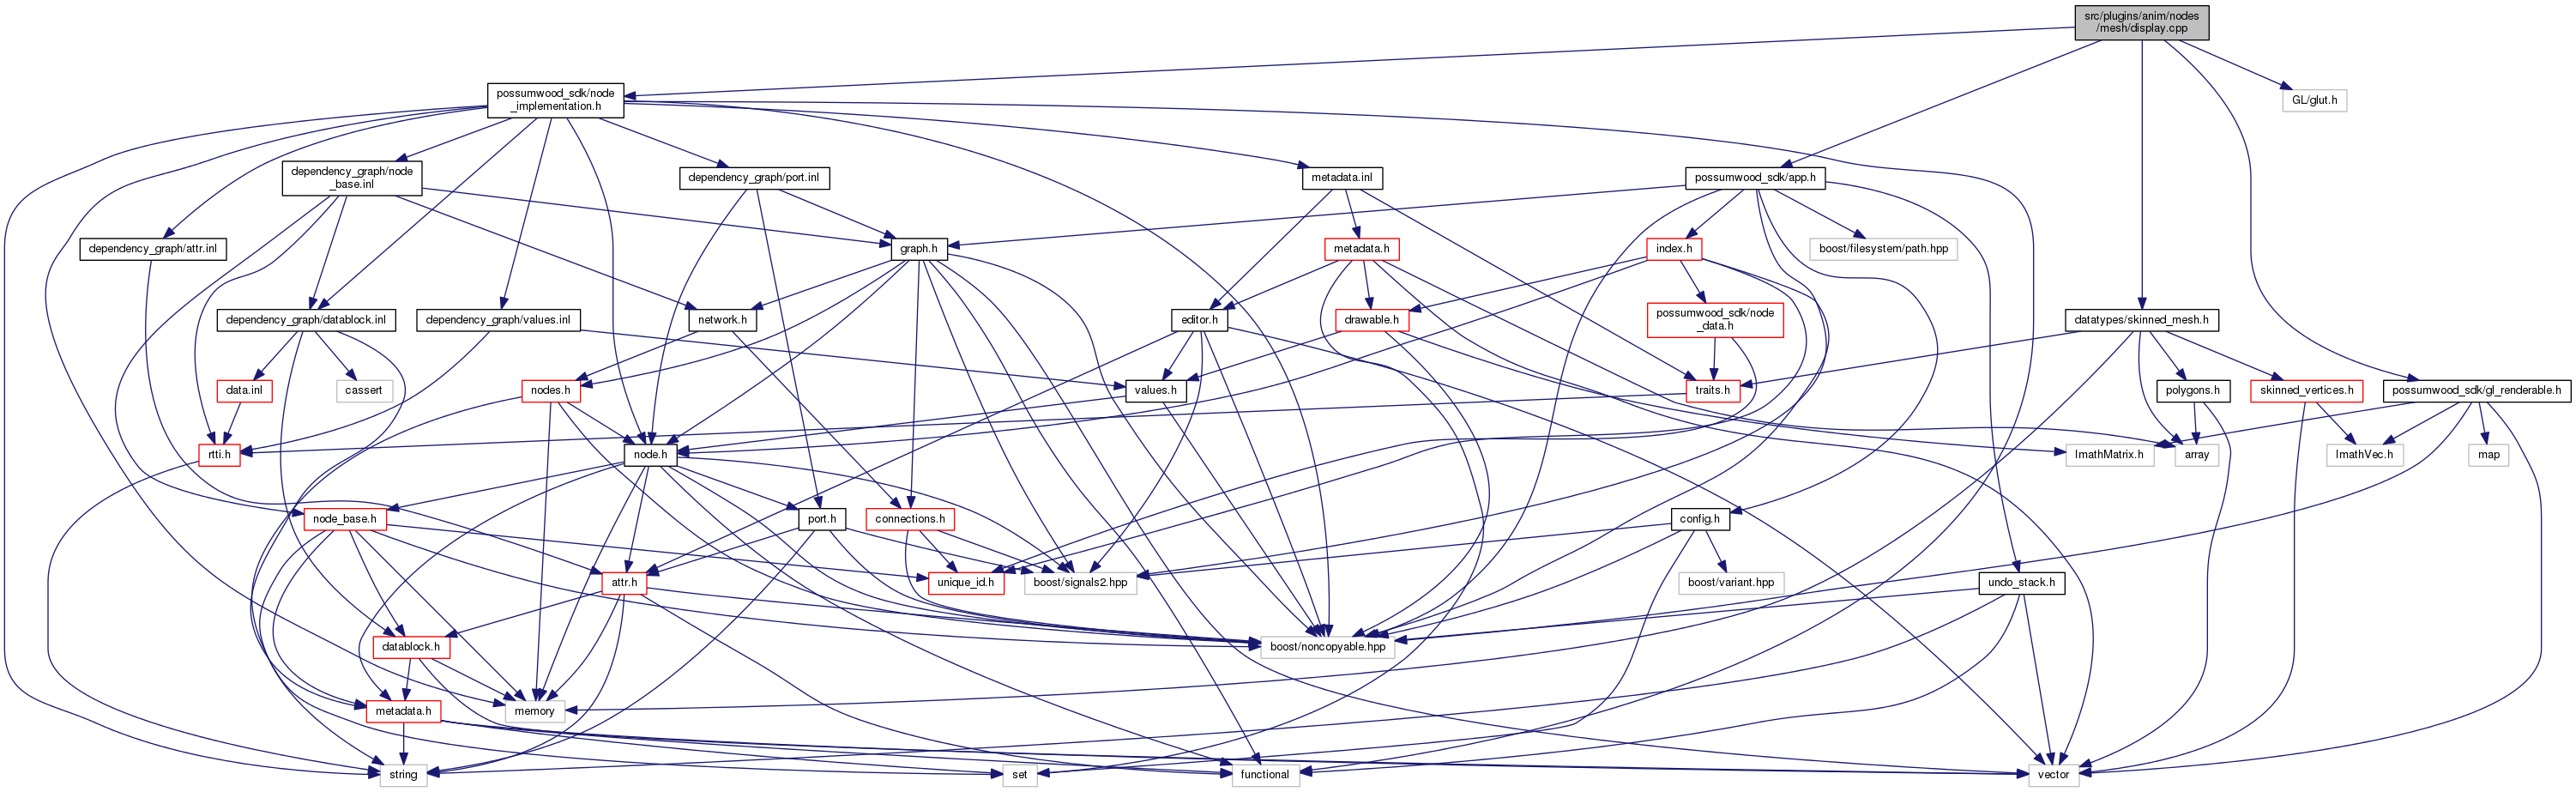 src/plugins/anim/nodes
/mesh/display.cpp
possumwood_sdk/node
_implementation.h
GL/glut.h
dependency_graph/node
_base.inl
dependency_graph/port.inl
metadata.inl
possumwood_sdk/app.h
dependency_graph/attr.inl
graph.h
metadata.h
index.h
boost/filesystem/path.hpp
dependency_graph/datablock.inl
dependency_graph/values.inl
network.h
editor.h
drawable.h
possumwood_sdk/node
_data.h
datatypes/skinned_mesh.h
data.inl
cassert
nodes.h
values.h
traits.h
polygons.h
skinned_vertices.h
possumwood_sdk/gl_renderable.h
rtti.h
node.h
ImathMatrix.h
array
ImathVec.h
map
node_base.h
port.h
connections.h
config.h
attr.h
unique_id.h
boost/signals2.hpp
boost/variant.hpp
undo_stack.h
datablock.h
boost/noncopyable.hpp
metadata.h
memory
string
set
functional
vector